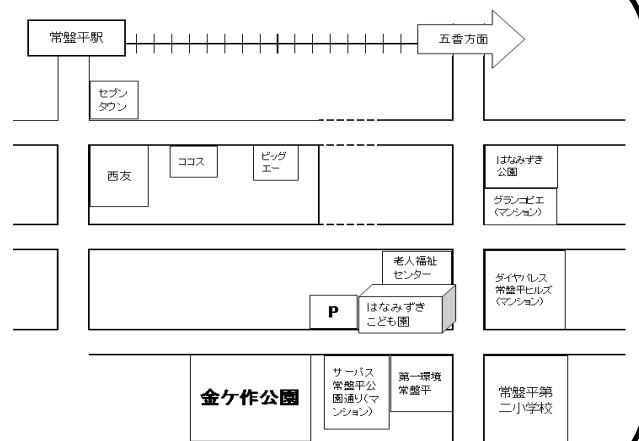 常盤平駅
五香方面
セブン
タウン
西友
ココス
ビッグ
エー
はなみずき
公園
グランコピエ
(マンション)
老人福祉
センター
ダイヤパレス
常盤平ヒルズ
(マンション)
P
はなみずき
こども園
金ケ作公園
サーパス
常盤平公
園通り(マ
ンション)
第一環境
常盤平
常盤平第
二小学校